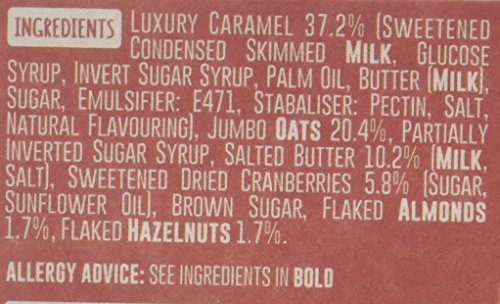 INGREDIENTS LUXURY CARAMEL 37.2% (SWEETENED
CONDENSED SKIMMED MILK, GLUCOSE
SYRUP, INVERT SUGAR SYRUP, PALM OIL, BUTTER (MILK),
SUGAR, EMULSIFIER: E471, STABALISER: PECTIN, SALT,
NATURAL FLAVOURING), JUMBO OATS 20.4%, PARTIALLY
INVERTED SUGAR SYRUP, SALTED BUTTER 10.2% (MILK,
SALT), SWEETENED DRIED CRANBERRIES 5.8% (SUGAR,
SUNFLOWER OIL), BROWN SUGAR, FLAKED ALMONDS
1.7%, FLAKED HAZELNUTS 1.7%.
ALLERGY ADVICE: SEE INGREDIENTS IN BOLD